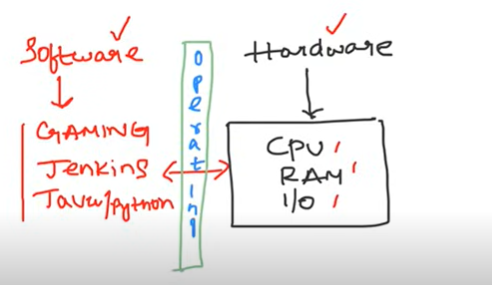 Software
GAMING
Jenkins
Java/python
Operating
Hardware
CPU
RAM
I/O